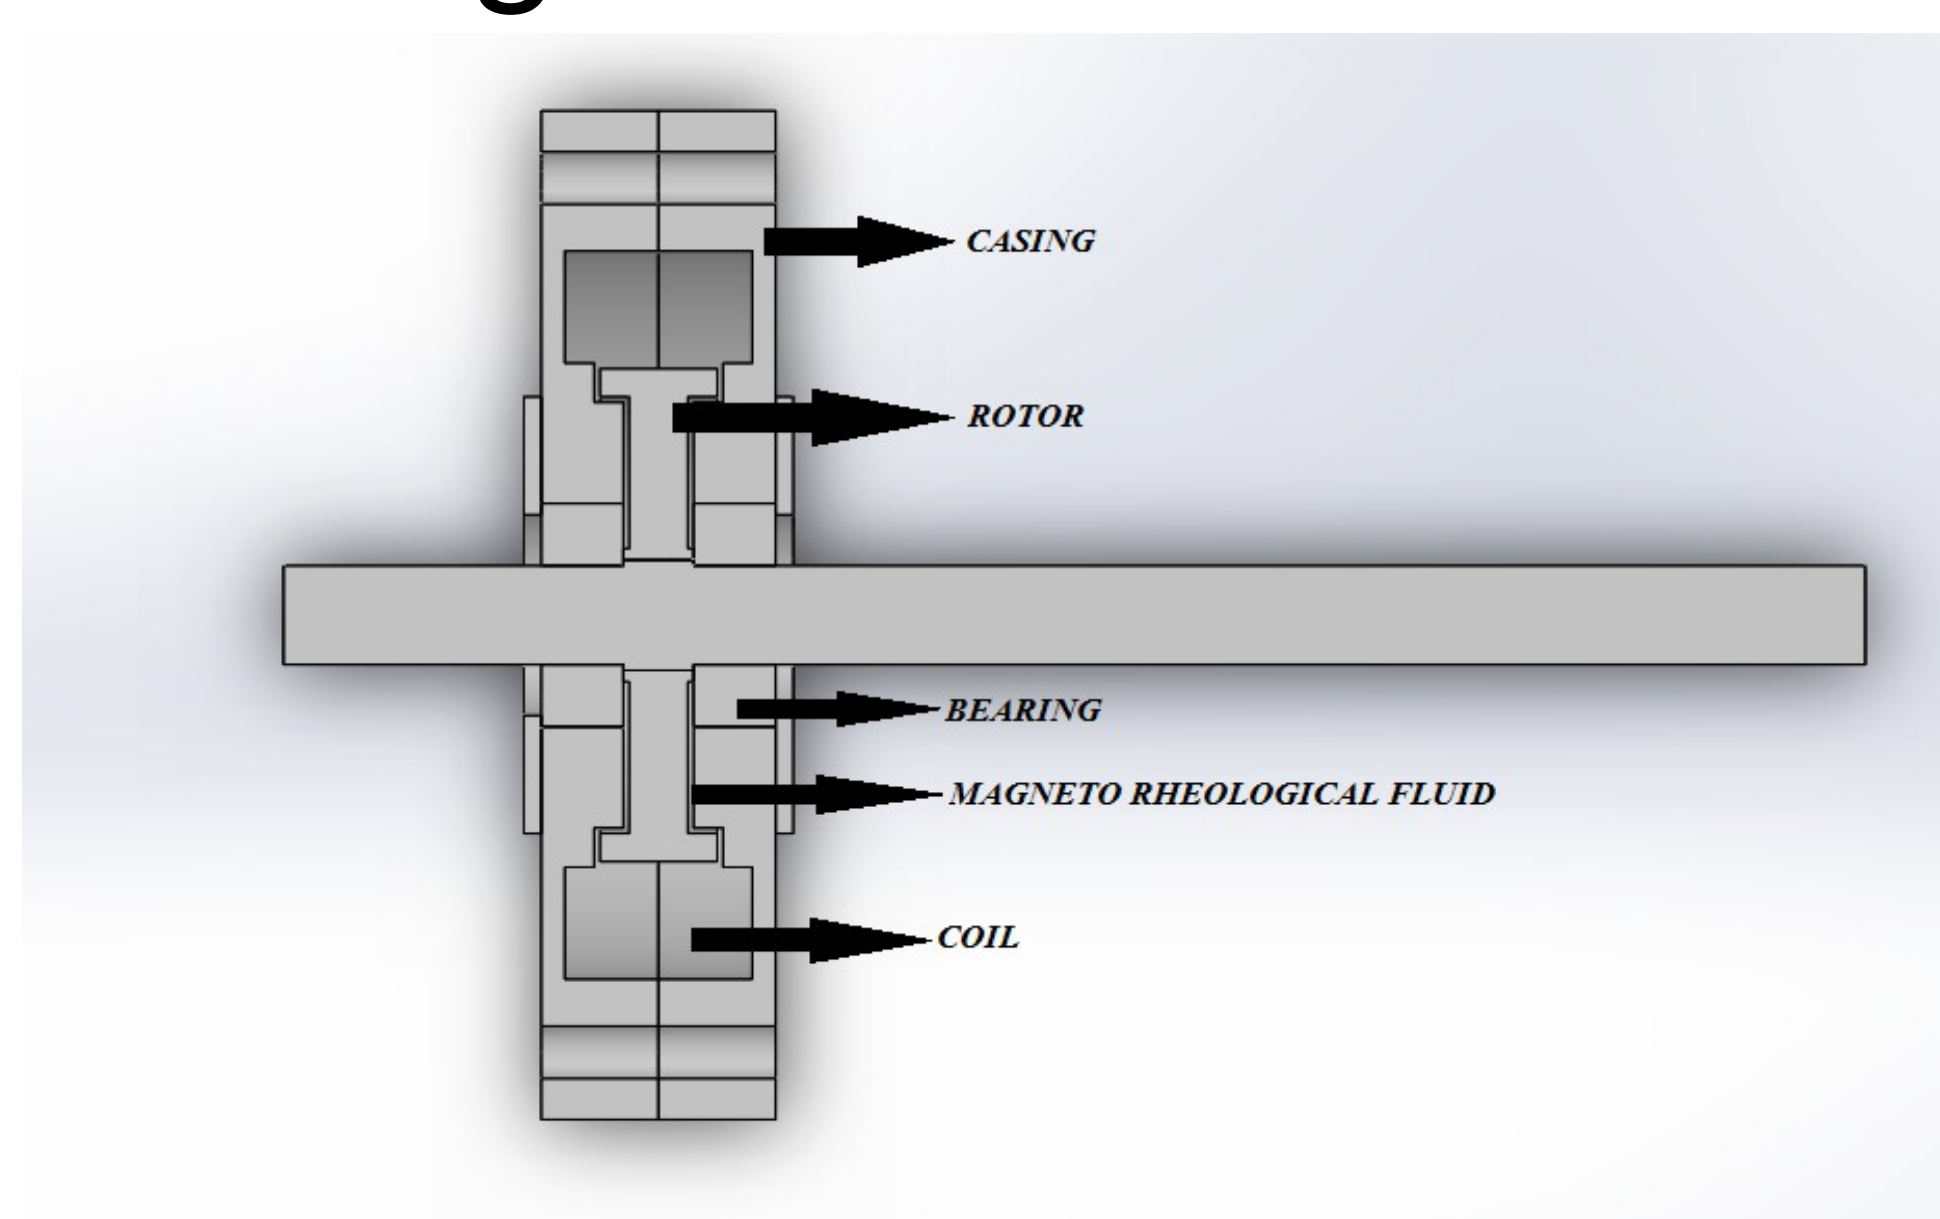 CASING
ROTOR
BEARING
MAGNETO RHEOLOGICAL FLUID
COIL